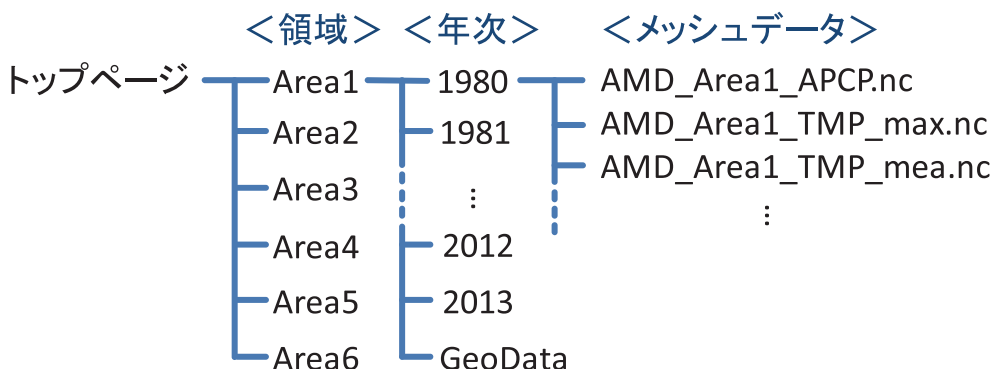 ＜領域＞ ＜年次＞ ＜メッシュデータ＞
トップページ Area1 1980 AMD_Area1_APCP.nc
Area2 1981 AMD_Area1_TMP_max.nc
Area3 ⋮ AMD_Area1_TMP_mea.nc
⋮
Area4 2012
Area5 2013
Area6 GeoData